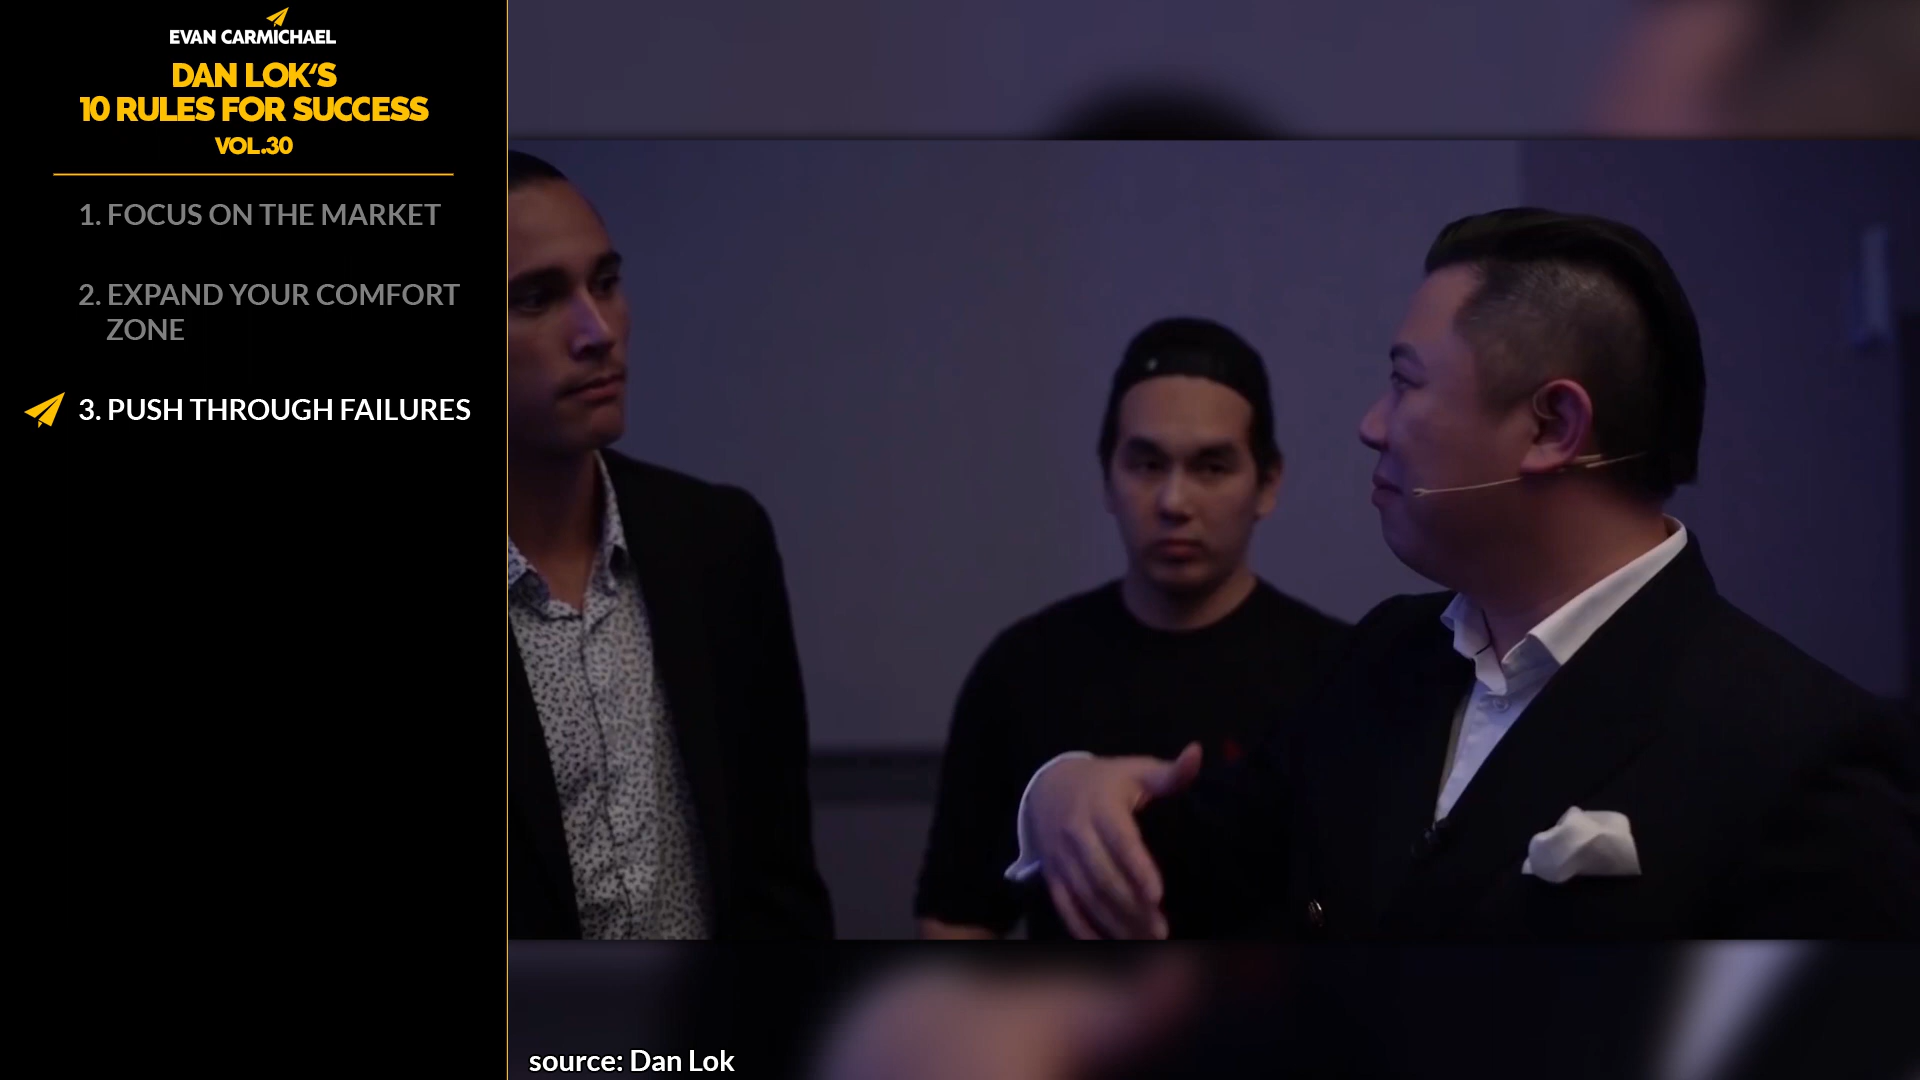 EVAN CARMICHAEL
DAN LOK'S
10 RULES FOR SUCCESS
VOL.30
1. FOCUS ON THE MARKET
2. EXPAND YOUR COMFORT
ZONE
3. PUSH THROUGH FAILURES
source: Dan Lok